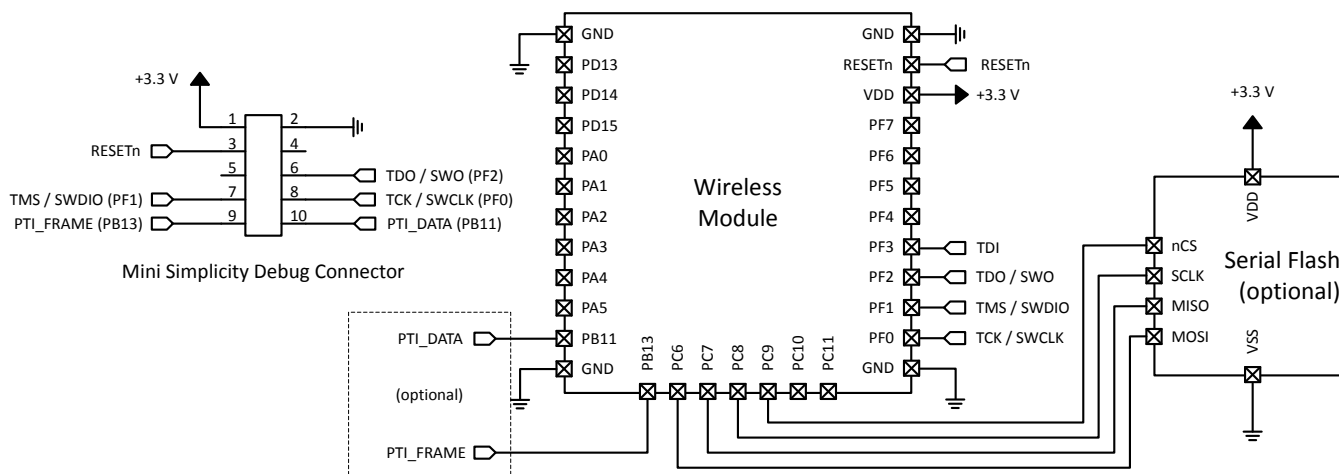 +3.3 V
1 2
3 4
5 6
7 8
9 10
RESETn
TMS / SWDIO (PF1)
PTI_FRAME (PB13)
TDO / SWO (PF2)
TCK / SWCLK (PF0)
PTI_DATA (PB11)
Mini Simplicity Debug Connector
PTI_DATA
(optional)
PTI_FRAME
GND
PD13
PD14
PD15
PA0
PA1
PA2
PA3
PA4
PA5
PB11
GND
Wireless
Module
PB13
PC6
PC7
PC8
PC9
PC10
PC11
GND
RESETn
VDD
PF7
PF6
PF5
PF4
PF3
PF2
PF1
PF0
GND
RESETn
+3.3 V
TDI
TDO / SWO
TMS / SWDIO
TCK / SWCLK
+3.3 V
VDD
nCS
SCLK
MISO
MOSI
Serial Flash
(optional)
VSS